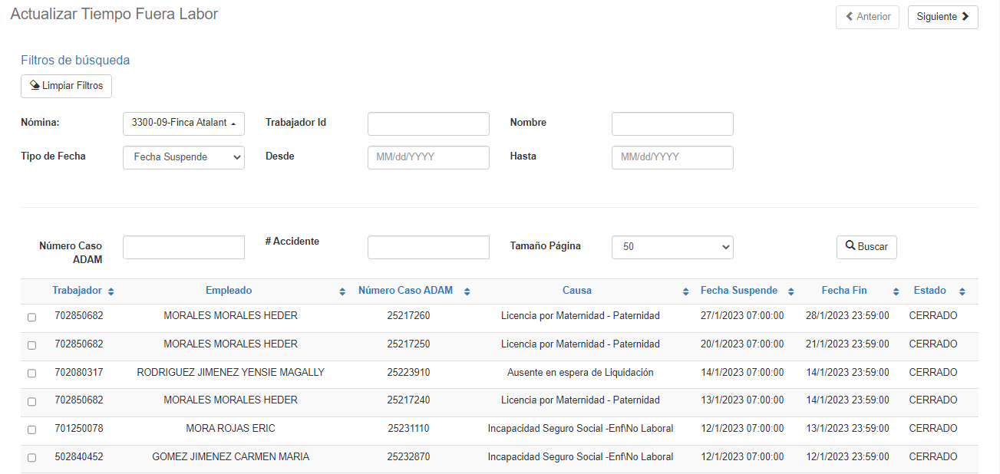 Actualizar Tiempo Fuera Labor
Anterior Siguiente
Filtros de búsqueda
Limpiar Filtros
Nómina: 3300-09-Finca Atalant Trabajador Id Nombre
Tipo de Fecha Fecha Suspende Desde MM/dd/YYYY Hasta MM/dd/YYYY
Número Caso ADAM # Accidente Tamaño Página 50 Buscar
Trabajador Empleado Número Caso ADAM Causa Fecha Suspende Fecha Fin Estado
702850682 MORALES MORALES HEDER 25217260 Licencia por Maternidad - Paternidad 27/1/2023 07:00:00 28/1/2023 23:59:00 CERRADO
702850682 MORALES MORALES HEDER 25217250 Licencia por Maternidad - Paternidad 20/1/2023 07:00:00 21/1/2023 23:59:00 CERRADO
702080317 RODRIGUEZ JIMENEZ YENSIE MAGALLY 25223910 Ausente en espera de Liquidación 14/1/2023 07:00:00 14/1/2023 23:59:00 CERRADO
702850682 MORALES MORALES HEDER 25217240 Licencia por Maternidad - Paternidad 13/1/2023 07:00:00 14/1/2023 23:59:00 CERRADO
701250078 MORA ROJAS ERIC 25231110 Incapacidad Seguro Social -Enf\No Laboral 12/1/2023 07:00:00 13/1/2023 23:59:00 CERRADO
502840452 GOMEZ JIMENEZ CARMEN MARIA 25232870 Incapacidad Seguro Social -Enf\No Laboral 12/1/2023 07:00:00 12/1/2023 23:59:00 CERRADO